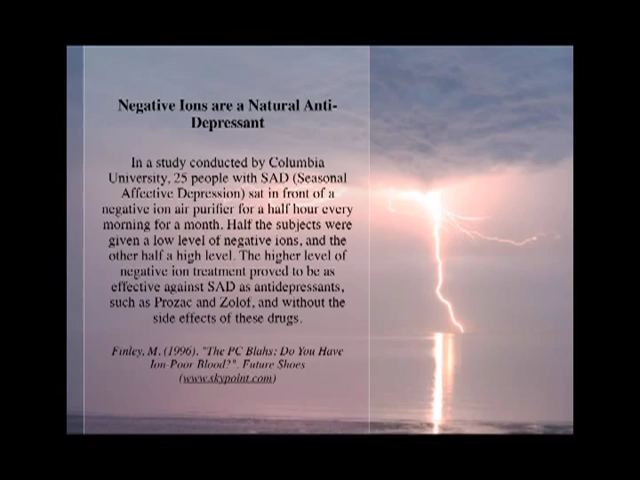 Negative Ions are a Natural Anti-
Depressant
In a study conducted by Columbia
University, 25 people with SAD (Seasonal
Affective Depression) sat in front of a
negative ion air purifier for a half hour every
morning for a month. Half the subjects were
given a low level of negative ions, and the
other half a high level. The higher level of
negative ion treatment proved to be as
effective against SAD as antidepressants,
such as Prozac and Zolof, and without the
side effects of these drugs.
Finley, M. (1996). "The PC Blahs: Do You Have
Ion-Poor Blood?". Future Shoes
(www.skypoint.com)